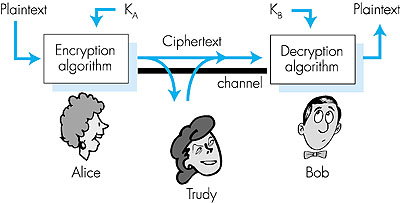 Plaintext
K_A
Encryption
algorithm
Ciphertext
channel
K_B
Decryption
algorithm
Plaintext
Alice
Trudy
Bob